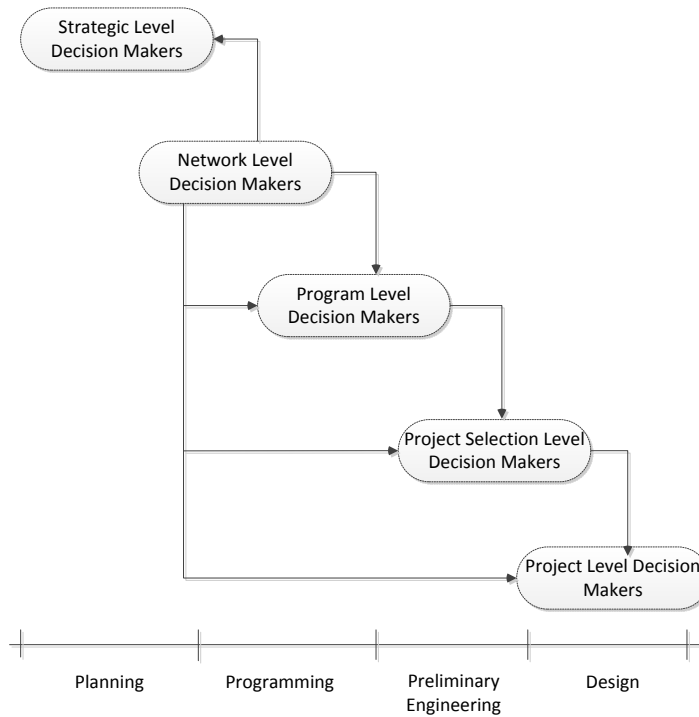 Strategic Level
Decision Makers
Network Level
Decision Makers
Program Level
Decision Makers
Project Selection Level
Decision Makers
Project Level Decision
Makers
Planning
Programming
Preliminary
Engineering
Design